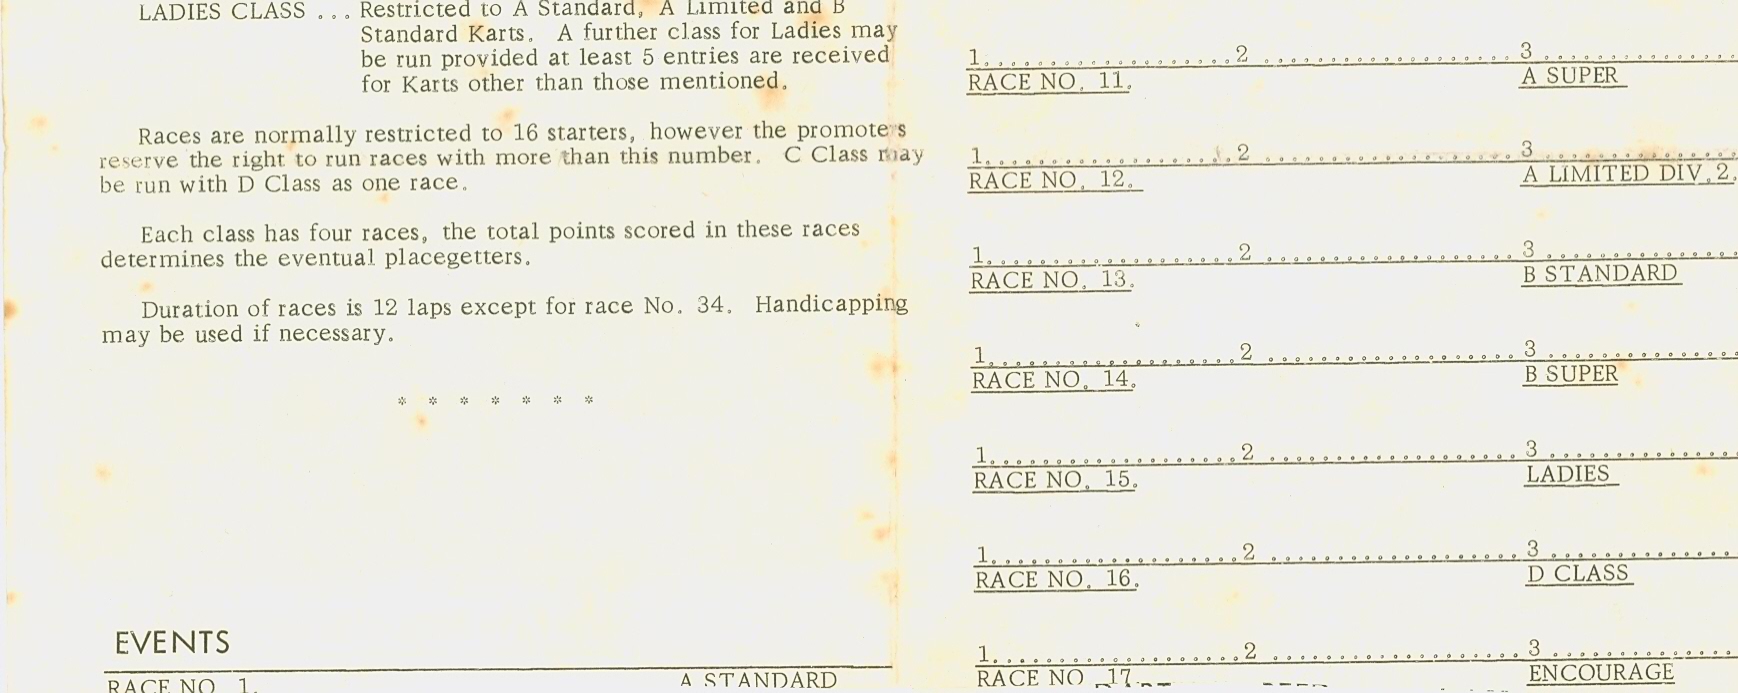 LADIES CLASS ... Restricted to A Standard, A Limited and B
Standard Karts. A further class for Ladies may
be run provided at least 5 entries are received
for Karts other than those mentioned.
Races are normally restricted to 16 starters, however the promoters
reserve the right to run races with more than this number. C Class may
be run with D Class as one race.
Each class has four races, the total points scored in these races
determines the eventual placegetters.
Duration of races is 12 laps except for race No. 34. Handicapping
may be used if necessary.
* * * * * * *
EVENTS
RACE NO. 1. A STANDARD
1..................2...................3..............
RACE NO. 11. A SUPER
1..................2...................3..............
RACE NO. 12. A LIMITED DIV.2.
1..................2...................3..............
RACE NO. 13. B STANDARD
1..................2...................3..............
RACE NO. 14. B SUPER
1..................2...................3..............
RACE NO. 15. LADIES
1..................2...................3..............
RACE NO. 16. D CLASS
1..................2...................3..............
RACE NO. 17. ENCOURAGE